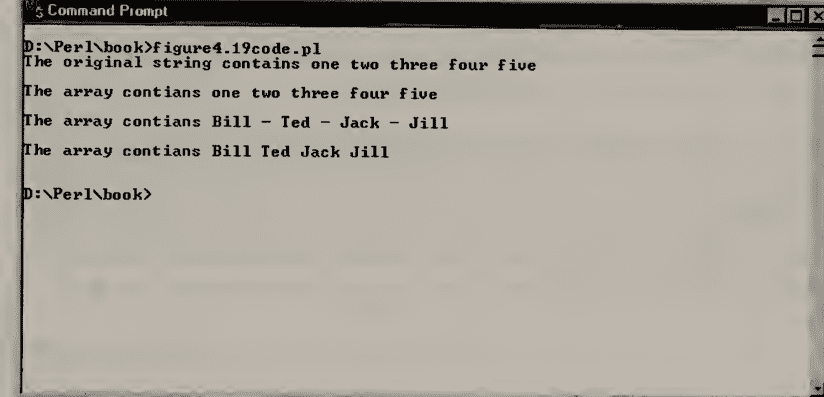 Command Prompt
D:\Perl\book>figure4.19code.pl
The original string contains one two three four five
The array contians one two three four five
The array contians Bill - Ted - Jack - Jill
The array contians Bill Ted Jack Jill
D:\Perl\book>